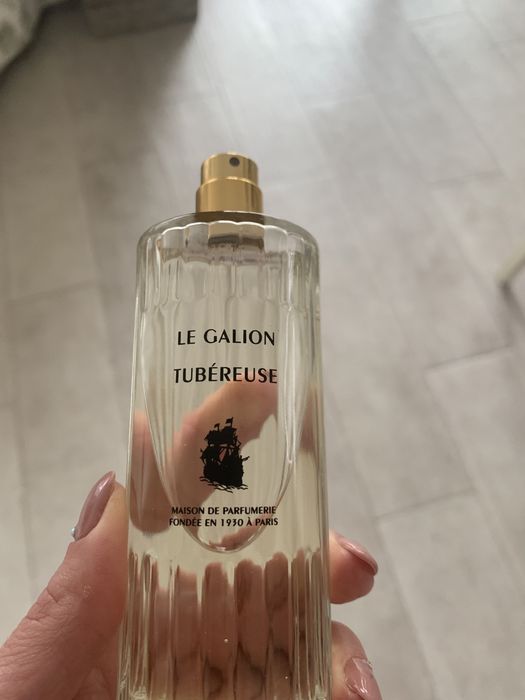 LE GALION
TUBÉREUSE
MAISON DE PARFUMERIE
FONDÉE EN 1930 À PARIS